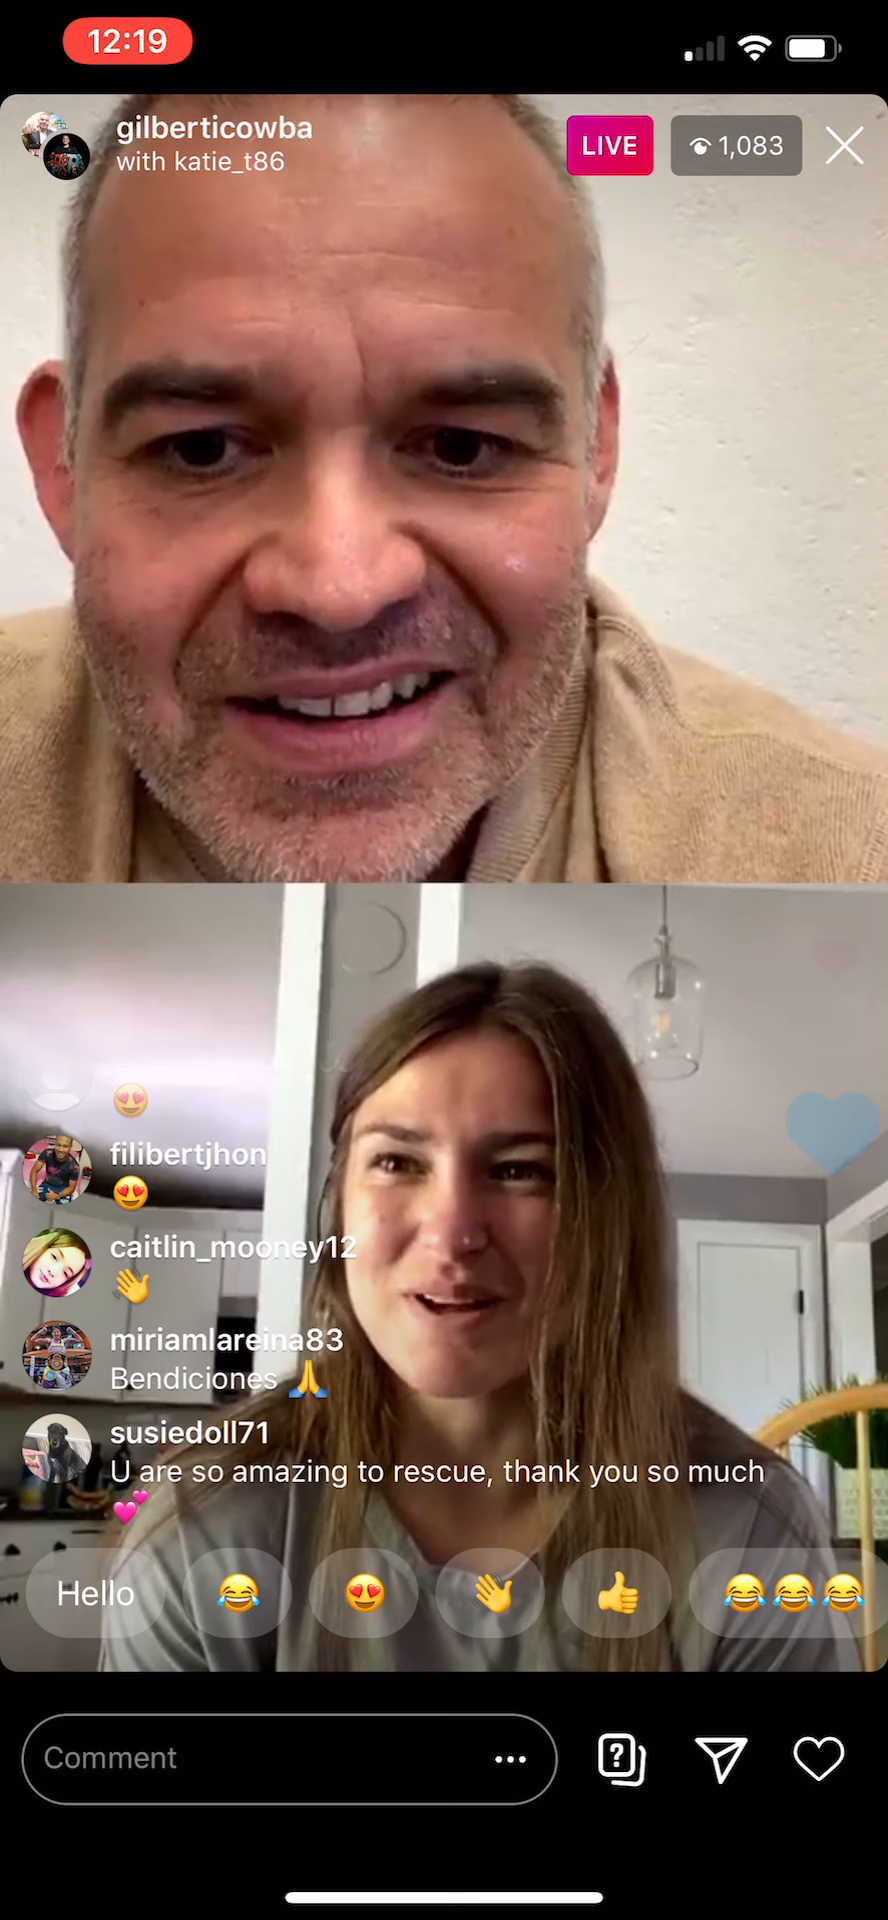 12:19
gilberticowba
with katie_t86
LIVE
1,083
filibertjhon
caitlin_mooney12
miriamlareina83
Bendiciones 🙏
susiedoll71
U are so amazing to rescue, thank you so much
💕
Hello
Comment